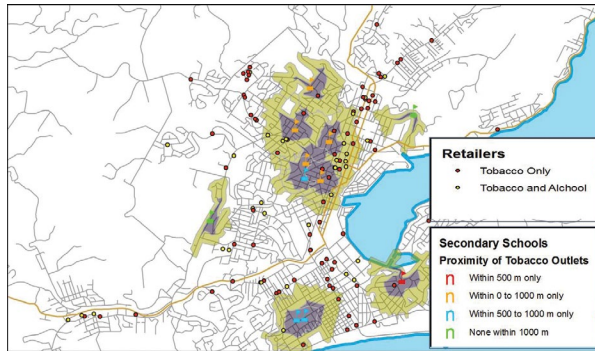 Retailers
Tobacco Only
Tobacco and Alchool
Secondary Schools
Proximity of Tobacco Outlets
Within 500 m only
Within 0 to 1000 m only
Within 500 to 1000 m only
None within 1000 m